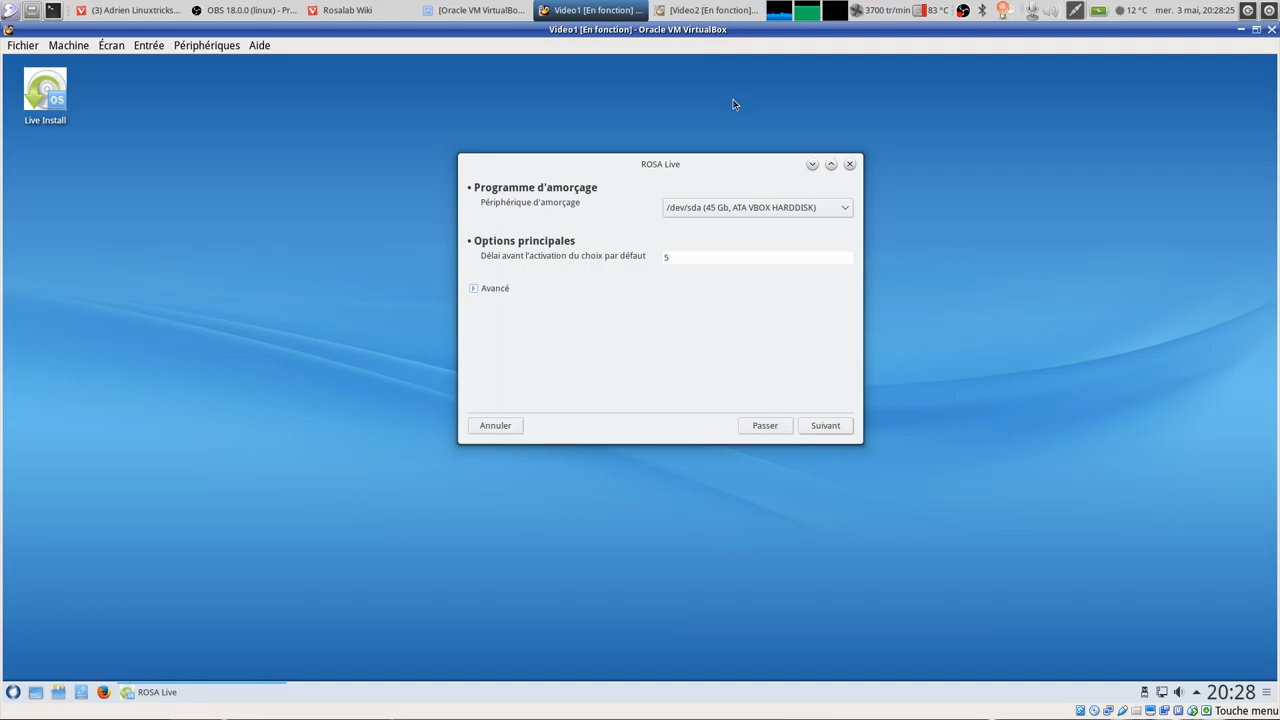 (3) Adrien Linuxtricks...
OBS 18.0.0 (linux) - Pr...
Rosalab Wiki
[Oracle VM VirtualBo...
Video1 [En fonction] ...
[Video2 [En fonction]...
3700 tr/min
83 °C
12 °C
mer. 3 mai, 20:28:25
Video1 [En fonction] - Oracle VM VirtualBox
Fichier
Machine
Écran
Entrée
Périphériques
Aide
OS
Live Install
ROSA Live
• Programme d'amorçage
Périphérique d'amorçage
/dev/sda (45 Gb, ATA VBOX HARDDISK)
• Options principales
Délai avant l'activation du choix par défaut
5
Avancé
Annuler
Passer
Suivant
ROSA Live
20:28
Touche menu